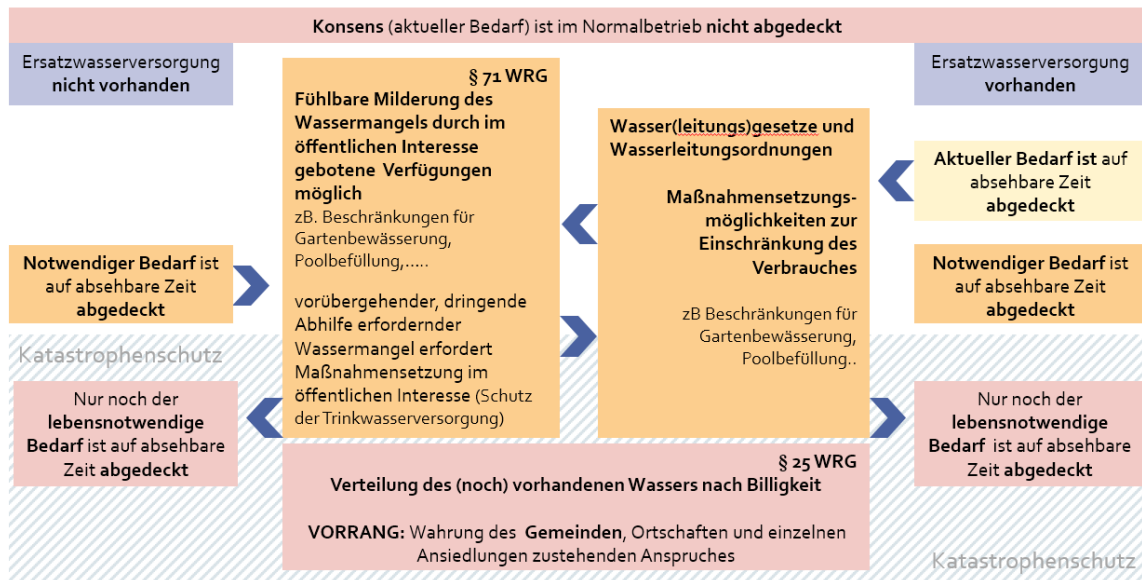 Konsens (aktueller Bedarf) ist im Normalbetrieb nicht abgedeckt
Ersatzwasserversorgung
nicht vorhanden
§ 71 WRG
Fühlbare Milderung des
Wassermangels durch im
öffentlichen Interesse
gebotene Verfügungen
möglich
zB. Beschränkungen für
Gartenbewässerung,
Poolbefüllung,.....
vorübergehender, dringende
Abhilfe erfordernder
Wassermangel erfordert
Maßnahmensetzung im
öffentlichen Interesse (Schutz
der Trinkwasserversorgung)
Wasser(leitungs)gesetze und
Wasserleitungsordnungen
Maßnahmensetzungs-
möglichkeiten zur
Einschränkung des
Verbrauches
zB Beschränkungen für
Gartenbewässerung,
Poolbefüllung..
Ersatzwasserversorgung
vorhanden
Aktueller Bedarf ist auf
absehbare Zeit
abgedeckt
Notwendiger Bedarf ist
auf absehbare Zeit
abgedeckt
Notwendiger Bedarf ist
auf absehbare Zeit
abgedeckt
Katastrophenschutz
Nur noch der
lebensnotwendige
Bedarf ist auf absehbare
Zeit abgedeckt
Nur noch der
lebensnotwendige
Bedarf ist auf absehbare
Zeit abgedeckt
§ 25 WRG
Verteilung des (noch) vorhandenen Wassers nach Billigkeit
VORRANG: Wahrung des Gemeinden, Ortschaften und einzelnen
Ansiedlungen zustehenden Anspruches
Katastrophenschutz